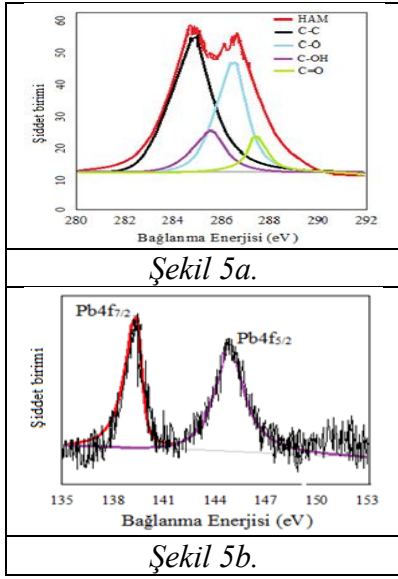 HAM
C-C
C-O
C-OH
C=O
Şiddet birimi
60
50
40
30
20
10
0
280 282 284 286 288 290 292
Bağlanma Enerjisi (eV)
Şekil 5a.
Pb4f7/2
Pb4f5/2
Şiddet birimi
135 138 141 144 147 150 153
Bağlanma Enerjisi (eV)
Şekil 5b.